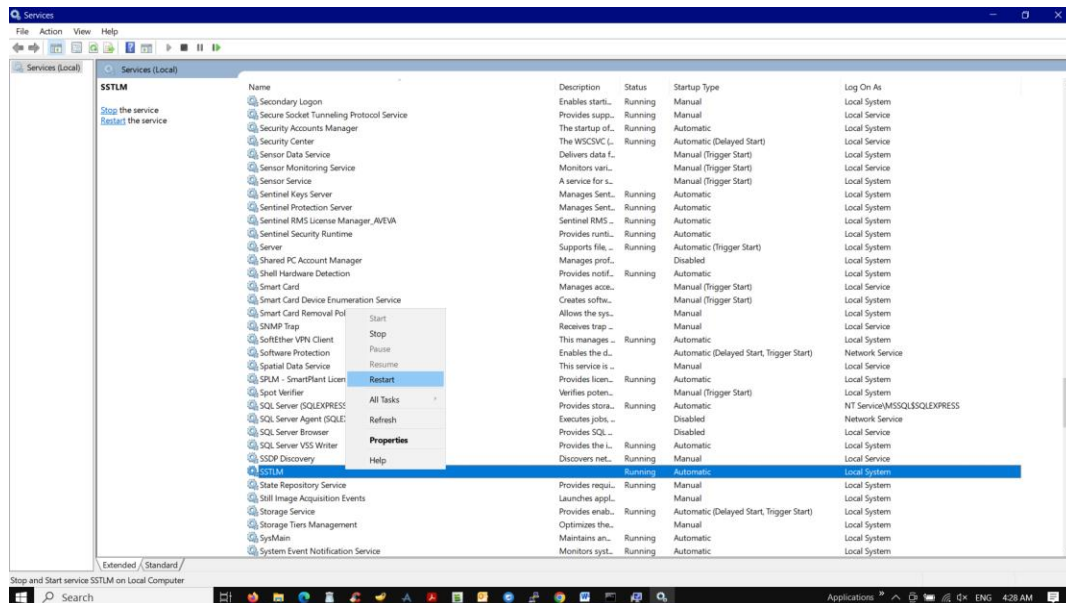 Services
File Action View Help
Services (Local)
Services (Local)
SSTLM
Stop the service
Restart the service
Name Description Status Startup Type Log On As
Secondary Logon Enables starti... Running Manual Local System
Secure Socket Tunneling Protocol Service Provides supp... Running Manual Local Service
Security Accounts Manager The startup of... Running Automatic Local System
Security Center The WSCSVC (... Running Automatic (Delayed Start) Local Service
Sensor Data Service Delivers data f... Manual (Trigger Start) Local System
Sensor Monitoring Service Monitors vari... Manual (Trigger Start) Local Service
Sensor Service A service for s... Manual (Trigger Start) Local System
Sentinel Keys Server Manages Sent... Running Automatic Local System
Sentinel Protection Server Manages Sent... Running Automatic Local System
Sentinel RMS License Manager_AVEVA Sentinel RMS ... Running Automatic Local System
Sentinel Security Runtime Provides runti... Running Automatic Local System
Server Supports file, ... Running Automatic (Trigger Start) Local System
Shared PC Account Manager Manages prof... Disabled Local System
Shell Hardware Detection Provides notif... Running Automatic Local System
Smart Card Manages acce... Manual (Trigger Start) Local Service
Smart Card Device Enumeration Service Creates softw... Manual (Trigger Start) Local System
Smart Card Removal Pol Allows the sys... Manual Local System
SNMP Trap Receives trap ... Manual Local Service
SoftEther VPN Client This manages ... Running Automatic Local System
Software Protection Enables the d... Automatic (Delayed Start, Trigger Start) Network Service
Spatial Data Service This service is ... Manual Local Service
SPLM - SmartPlant Licen Provides licen... Running Automatic Local System
Spot Verifier Verifies poten... Manual (Trigger Start) Local System
SQL Server (SQLEXPRESS Provides stora... Running Automatic NT Service\MSSQL$SQLEXPRESS
SQL Server Agent (SQLE Executes jobs, ... Disabled Network Service
SQL Server Browser Provides SQL ... Disabled Local Service
SQL Server VSS Writer Provides the i... Running Automatic Local System
SSDP Discovery Discovers net... Running Manual Local Service
SSTLM Running Automatic Local System
State Repository Service Provides requi... Running Manual Local System
Still Image Acquisition Events Launches appl... Manual Local System
Storage Service Provides enab... Running Automatic (Delayed Start, Trigger Start) Local System
Storage Tiers Management Optimizes the... Manual Local System
SysMain Maintains an... Running Automatic Local System
System Event Notification Service Monitors syst... Running Automatic Local System
Start
Stop
Pause
Resume
Restart
All Tasks
Refresh
Properties
Help
Extended Standard
Stop and Start service SSTLM on Local Computer
Search Applications » ENG 4:28 AM